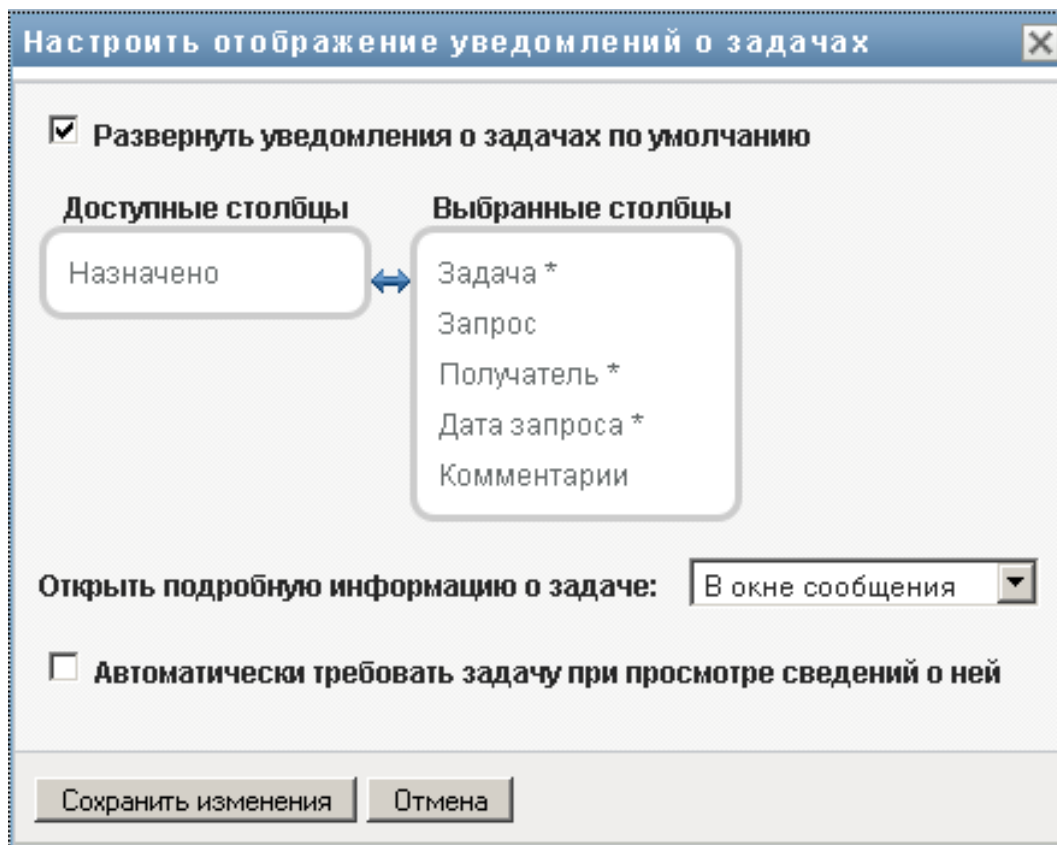 Настроить отображение уведомлений о задачах
Развернуть уведомления о задачах по умолчанию
Доступные столбцы Выбранные столбцы
Назначено Задача *
Запрос
Получатель *
Дата запроса *
Комментарии
Открыть подробную информацию о задаче: В окне сообщения
Автоматически требовать задачу при просмотре сведений о ней
Сохранить изменения Отмена